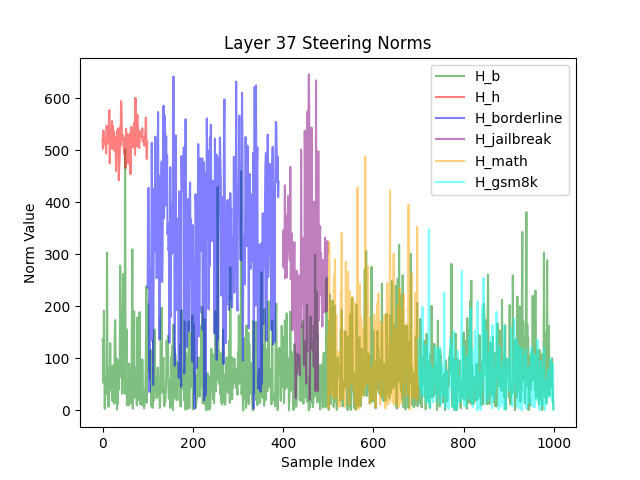 Layer 37 Steering Norms
H_b
H_h
H_borderline
H_jailbreak
H_math
H_gsm8k
Norm Value
600
500
400
300
200
100
0
0 200 400 600 800 1000
Sample Index